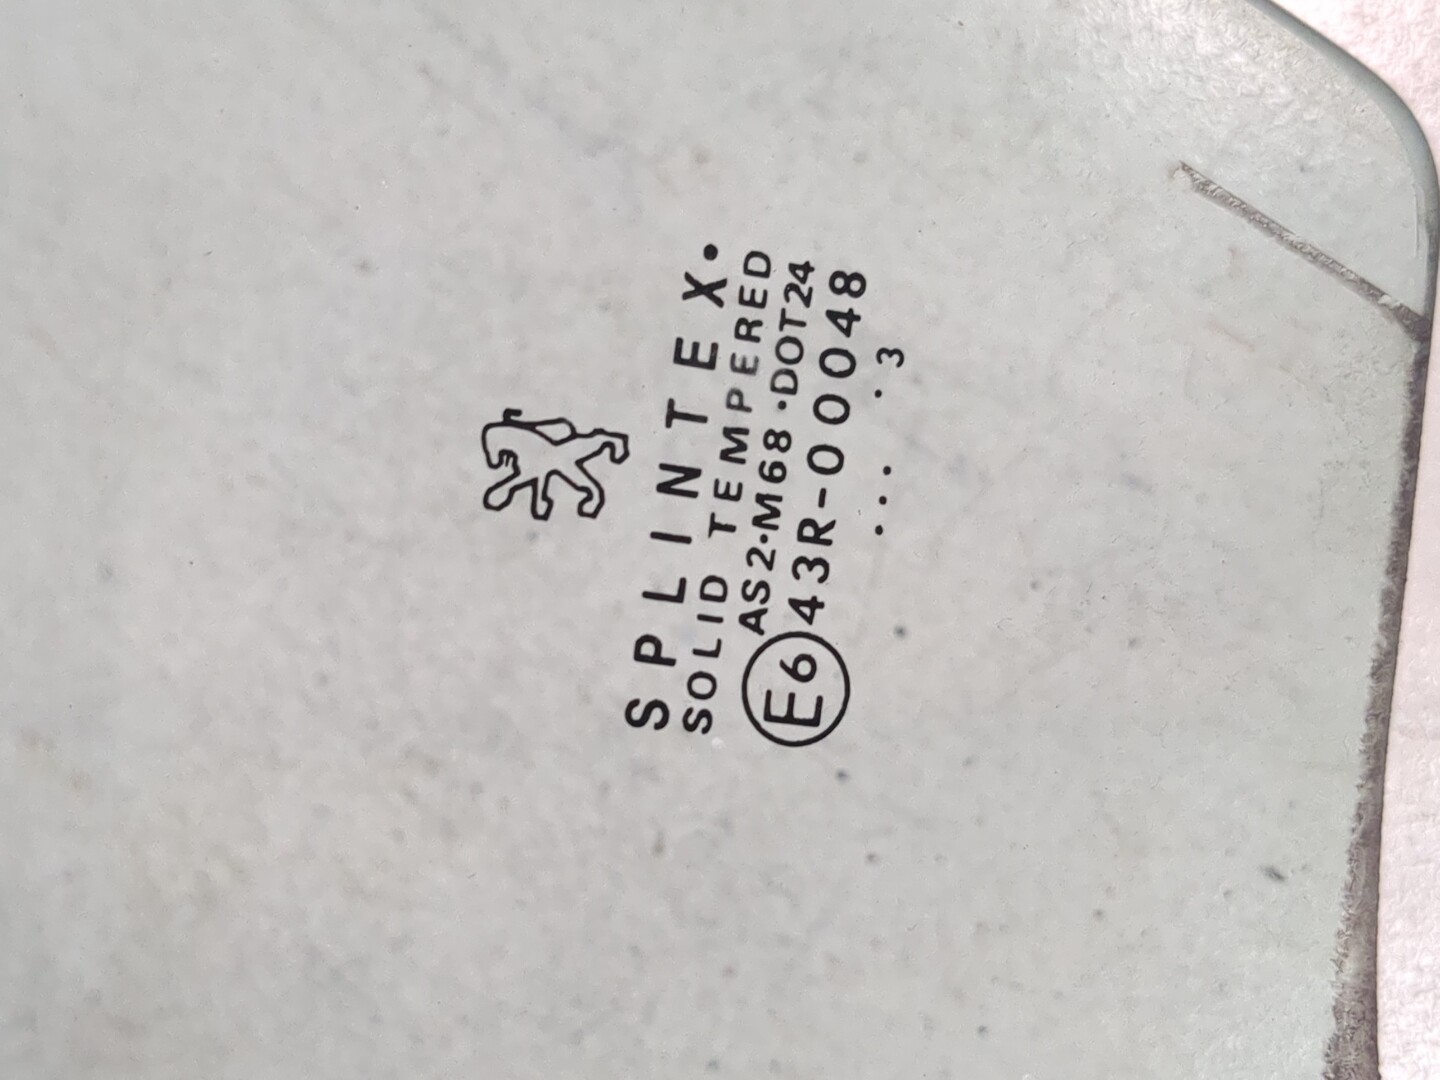 SPLINTEX.
SOLID TEMPERED
AS2·M68·DOT24
E6 43R-00048
... .3